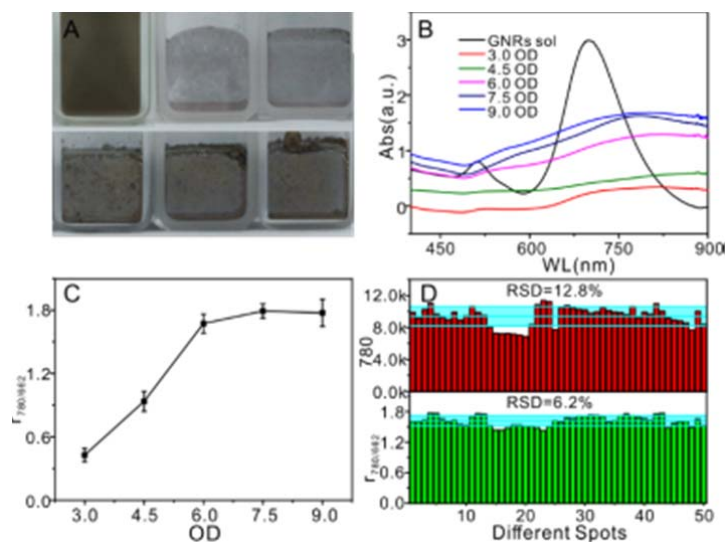 A
B
GNRs sol
3.0 OD
4.5 OD
6.0 OD
7.5 OD
9.0 OD
Abs(a.u.)
3
2
1
0
450 600 750 900
WL(nm)
C
r780/662
1.8
1.2
0.6
0.0
3.0 4.5 6.0 7.5 9.0
OD
D
RSD=12.8%
780
12.0k
8.0k
4.0k
0.0k
RSD=6.2%
r780/662
1.8
1.2
0.6
0.0
10 20 30 40 50
Different Spots